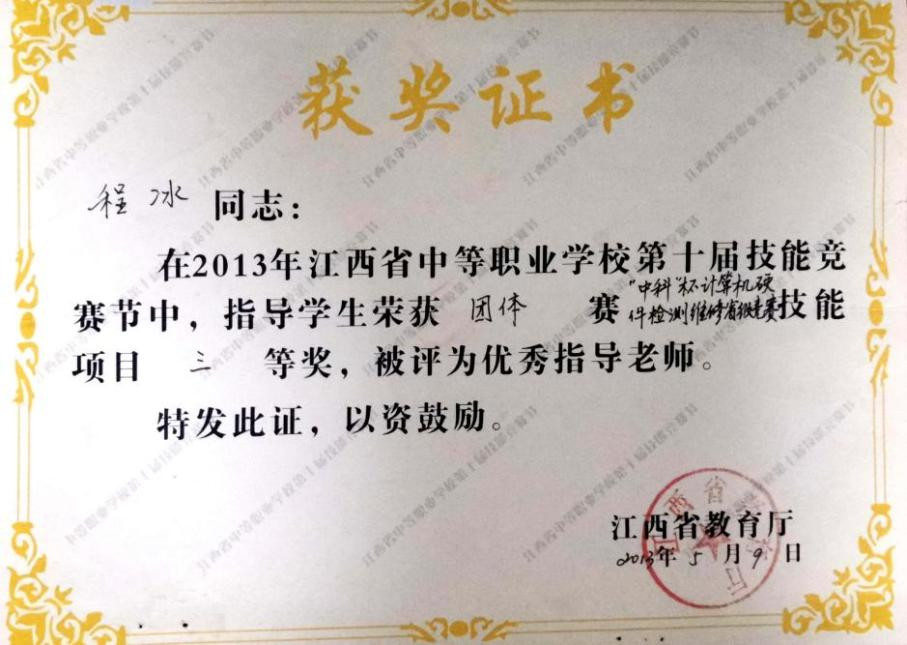 获奖证书
程冰 同志：
在2013年江西省中等职业学校第十届技能竞
赛节中，指导学生荣获 团体 赛 "中科"杯计算机硬件检测维修省级竞赛 技能
项目 三 等奖，被评为优秀指导老师。
特发此证，以资鼓励。
江西省教育厅
2013年5月9日